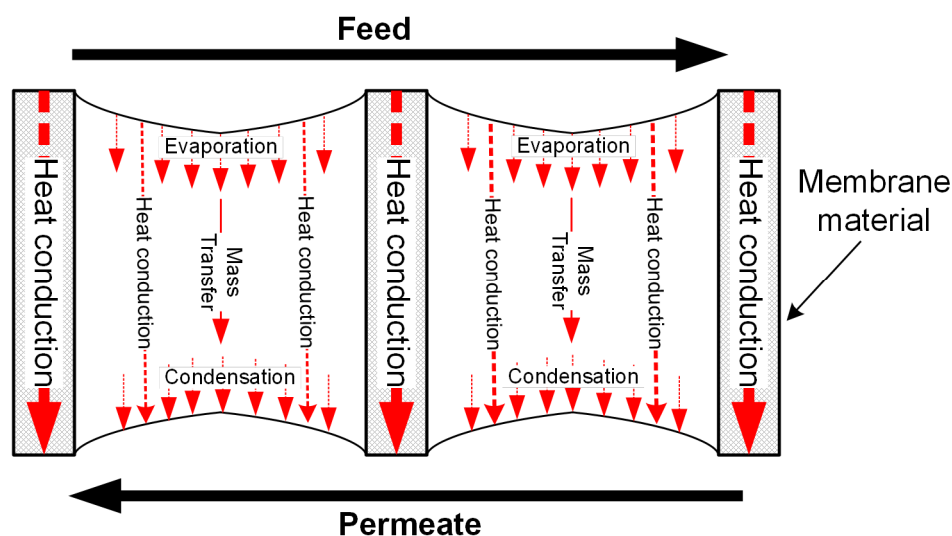 Feed
Evaporation
Evaporation
Heat conduction
Heat conduction
Mass
Transfer
Heat conduction
Heat conduction
Heat conduction
Mass
Transfer
Heat conduction
Heat conduction
Membrane
material
Condensation
Condensation
Permeate